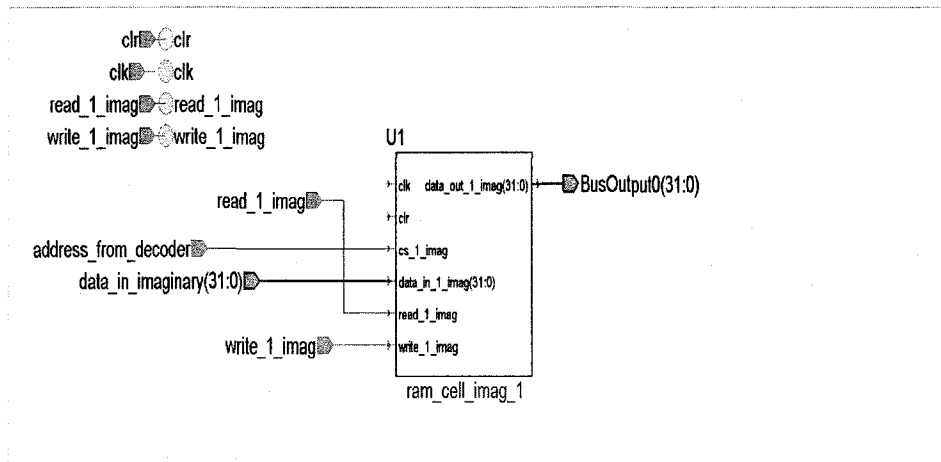 clr clr
clk clk
read_1_imag read_1_imag
write_1_imag write_1_imag
U1
clk data_out_1_imag(31:0) BusOutput0(31:0)
read_1_imag
clr
address_from_decoder cs_1_imag
data_in_imaginary(31:0) data_in_1_imag(31:0)
read_1_imag
write_1_imag write_1_imag
ram_cell_imag_1